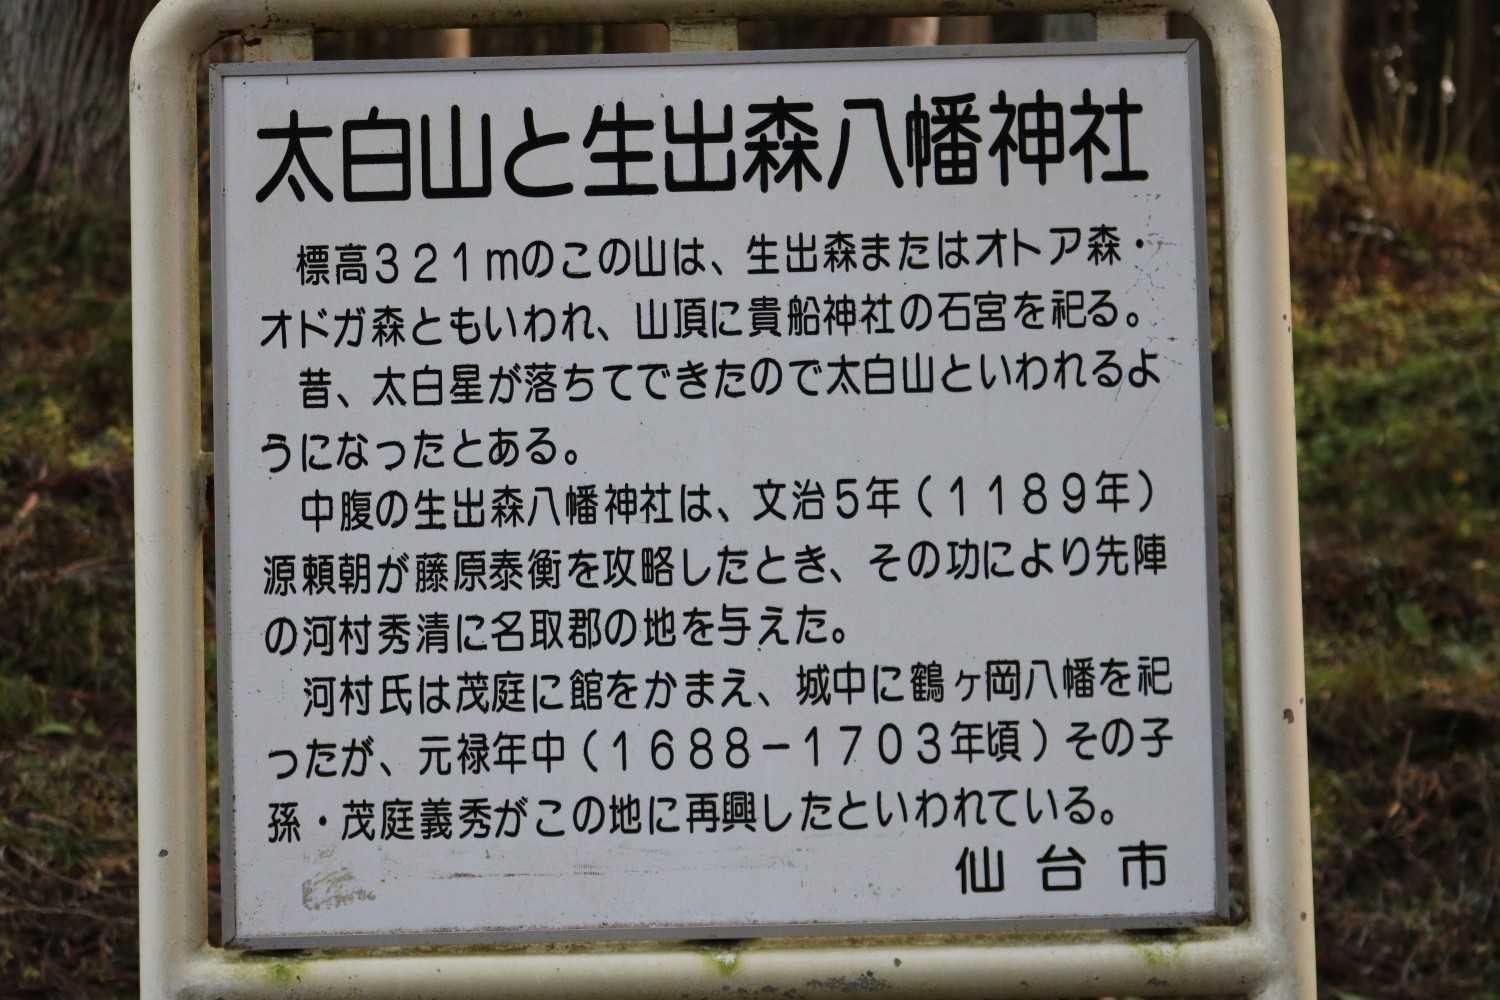 太白山と生出森八幡神社
標高３２１ｍのこの山は、生出森またはオトア森・
オドガ森ともいわれ、山頂に貴船神社の石宮を祀る。
昔、太白星が落ちてできたので太白山といわれるよ
うになったとある。
中腹の生出森八幡神社は、文治５年（１１８９年）
源頼朝が藤原泰衡を攻略したとき、その功により先陣
の河村秀清に名取郡の地を与えた。
河村氏は茂庭に館をかまえ、城中に鶴ヶ岡八幡を祀
ったが、元禄年中（１６８８−１７０３年頃）その子
孫・茂庭義秀がこの地に再興したといわれている。
仙台市